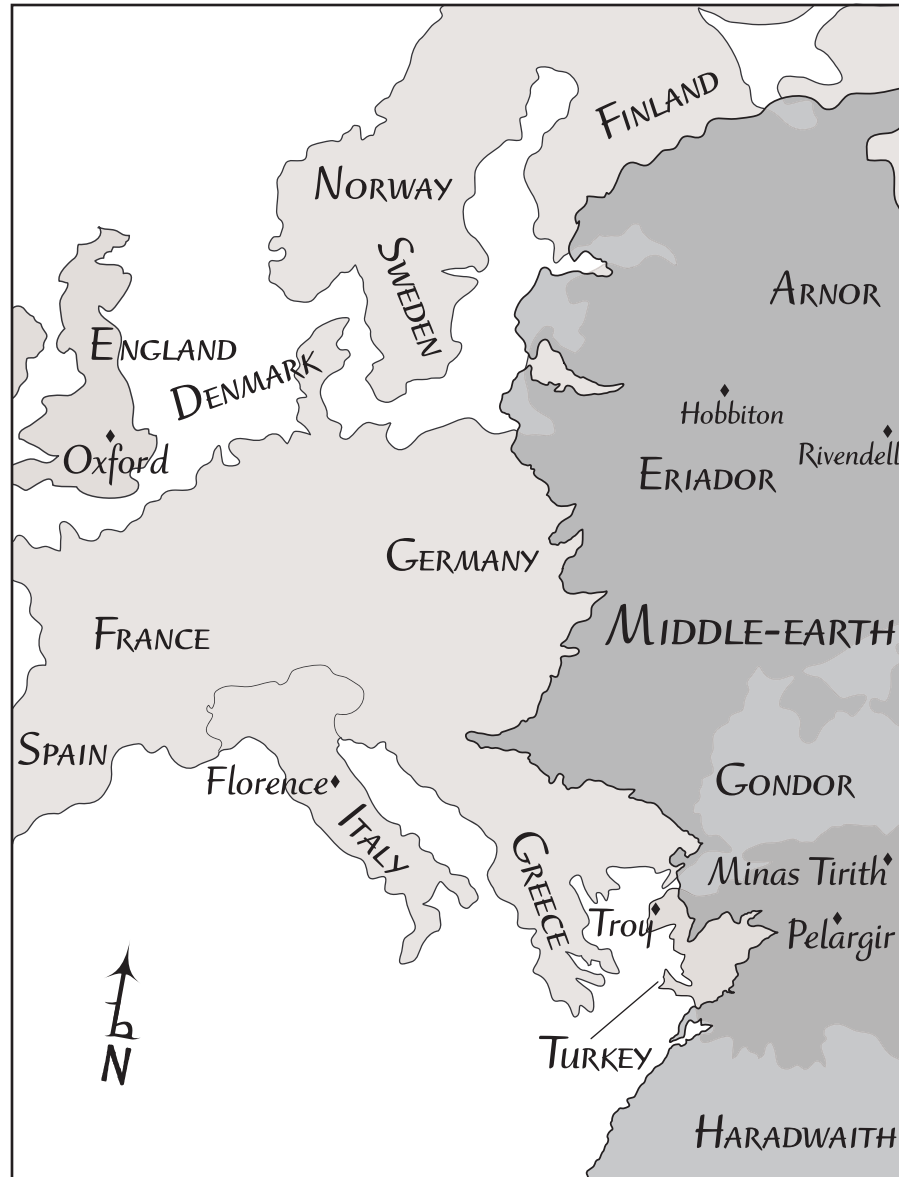 FINLAND
NORWAY
SWEDEN
ARNOR
ENGLAND
DENMARK
Hobbiton
Oxford
Rivendell
ERIADOR
GERMANY
FRANCE
MIDDLE-EARTH
SPAIN
Florence
GONDOR
ITALY
GREECE
Minas Tirith
Troy
Pelargir
N
TURKEY
HARADWAITH